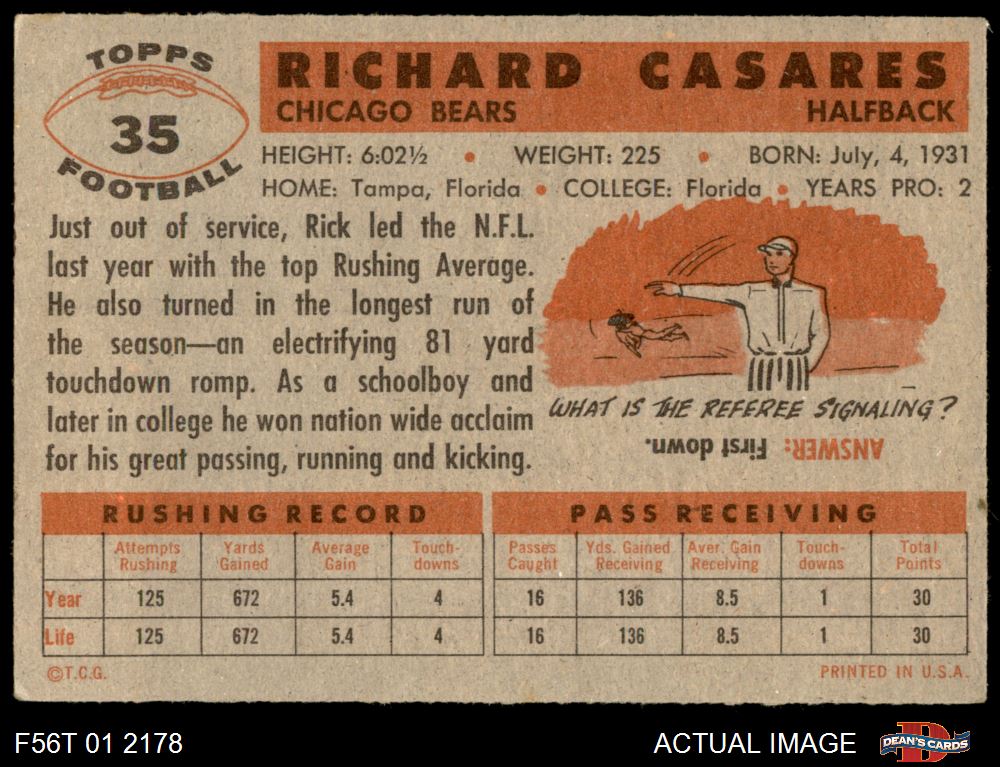 TOPPS
35
FOOTBALL
RICHARD CASARES
CHICAGO BEARS HALFBACK
HEIGHT: 6:02½ • WEIGHT: 225 • BORN: July, 4, 1931
HOME: Tampa, Florida • COLLEGE: Florida • YEARS PRO: 2
Just out of service, Rick led the N.F.L.
last year with the top Rushing Average.
He also turned in the longest run of
the season—an electrifying 81 yard
touchdown romp. As a schoolboy and
later in college he won nation wide acclaim
for his great passing, running and kicking.
WHAT IS THE REFEREE SIGNALING?
ANSWER: First down.
RUSHING RECORD
Attempts Rushing Yards Gained Average Gain Touch-downs
Year 125 672 5.4 4
Life 125 672 5.4 4
PASS RECEIVING
Passes Caught Yds. Gained Receiving Aver. Gain Receiving Touch-downs Total Points
16 136 8.5 1 30
16 136 8.5 1 30
©T.C.G. PRINTED IN U.S.A.
F56T 01 2178 ACTUAL IMAGE D DEAN'S CARDS